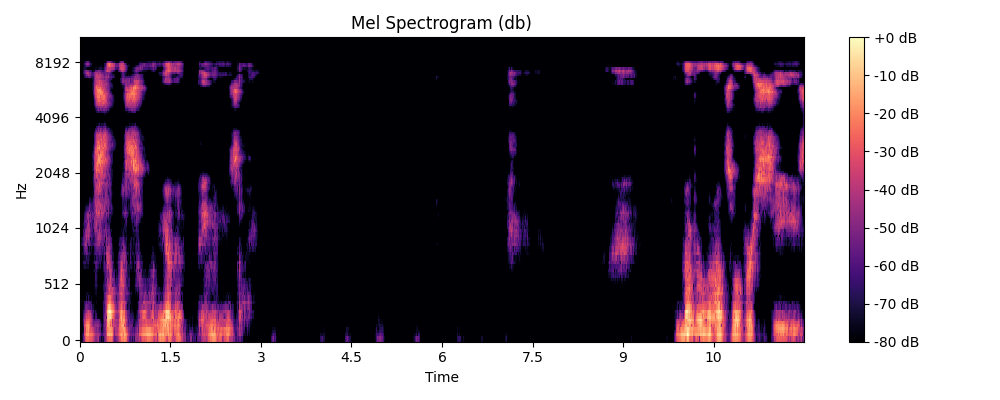 Mel Spectrogram (db)
8192
4096
2048
1024
512
0
Hz
0 1.5 3 4.5 6 7.5 9 10
Time
+0 dB
-10 dB
-20 dB
-30 dB
-40 dB
-50 dB
-60 dB
-70 dB
-80 dB